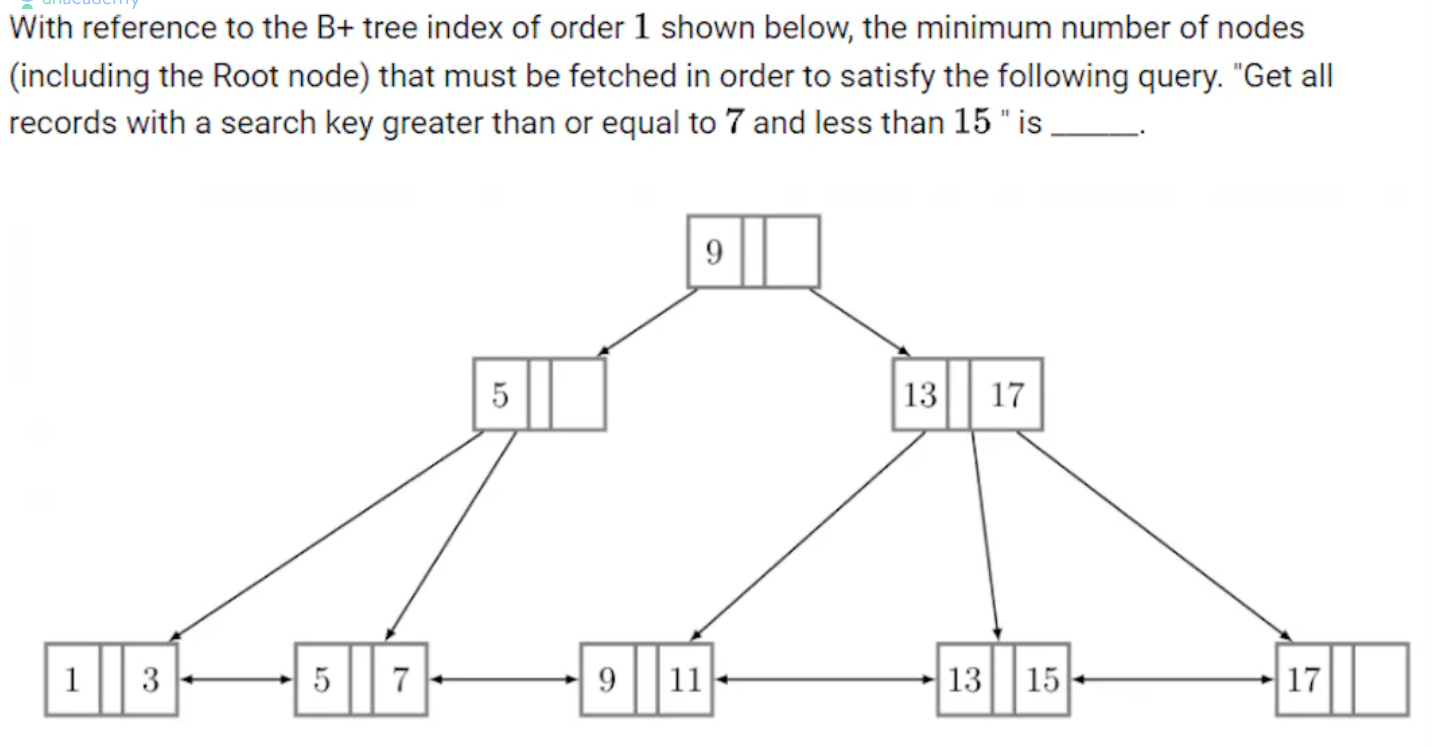 unacademy
With reference to the B+ tree index of order 1 shown below, the minimum number of nodes
(including the Root node) that must be fetched in order to satisfy the following query. "Get all
records with a search key greater than or equal to 7 and less than 15 " is ______.
9
5
13 17
1 3 5 7 9 11 13 15 17